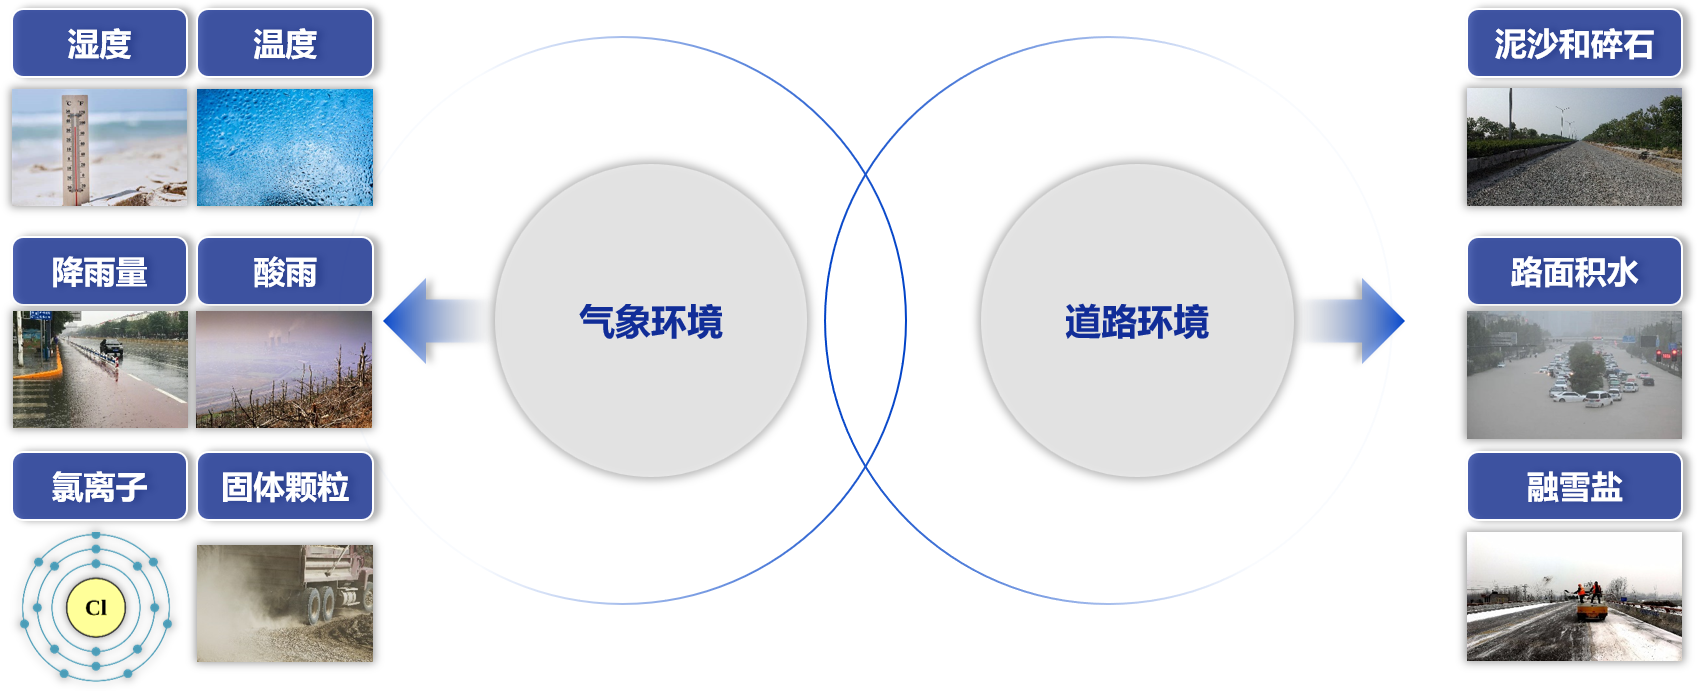 湿度
温度
泥沙和碎石
C F
降雨量
酸雨
路面积水
气象环境
道路环境
氯离子
固体颗粒
融雪盐
Cl